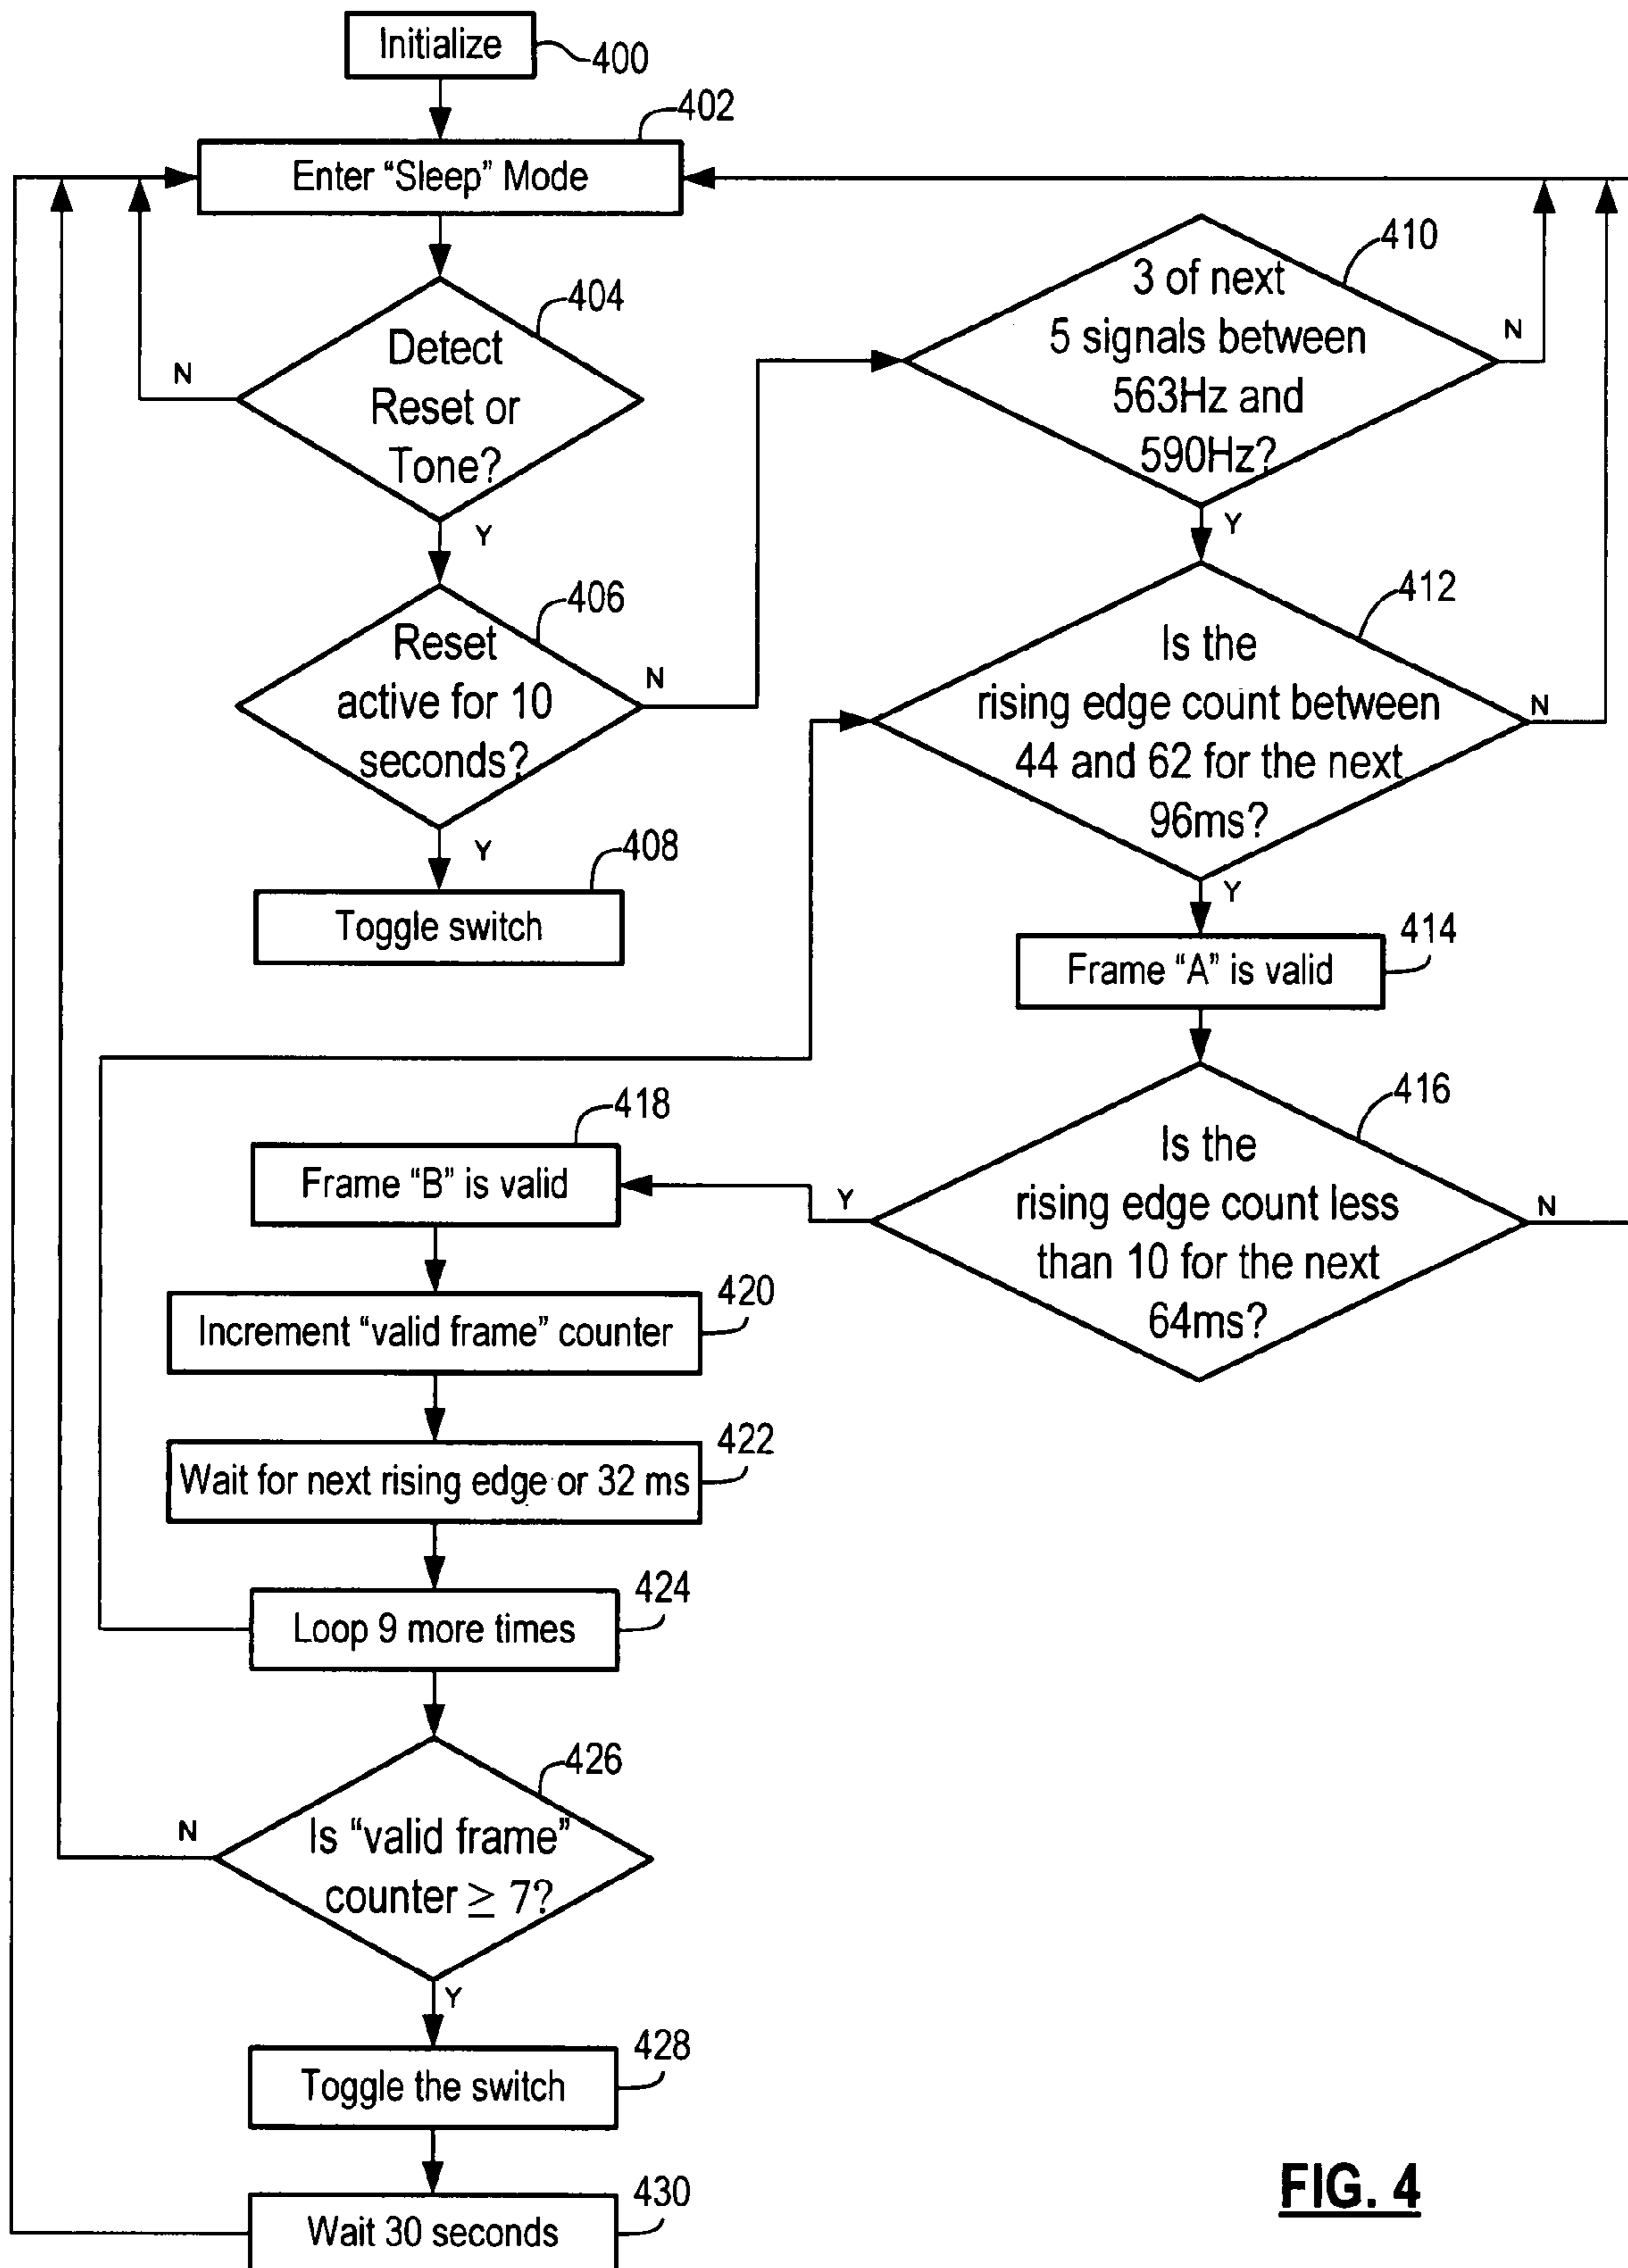 Initialize
400
402
Enter “Sleep” Mode
404
Detect
Reset or
Tone?
N
Y
406
Reset
active for 10
seconds?
N
Y
408
Toggle switch
410
3 of next
5 signals between
563Hz and
590Hz?
N
Y
412
Is the
rising edge count between
44 and 62 for the next
96ms?
N
Y
414
Frame “A” is valid
416
Is the
rising edge count less
than 10 for the next
64ms?
Y
N
418
Frame “B” is valid
420
Increment “valid frame” counter
422
Wait for next rising edge or 32 ms
424
Loop 9 more times
426
Is “valid frame”
counter ≥ 7?
N
Y
428
Toggle the switch
430
Wait 30 seconds
FIG. 4